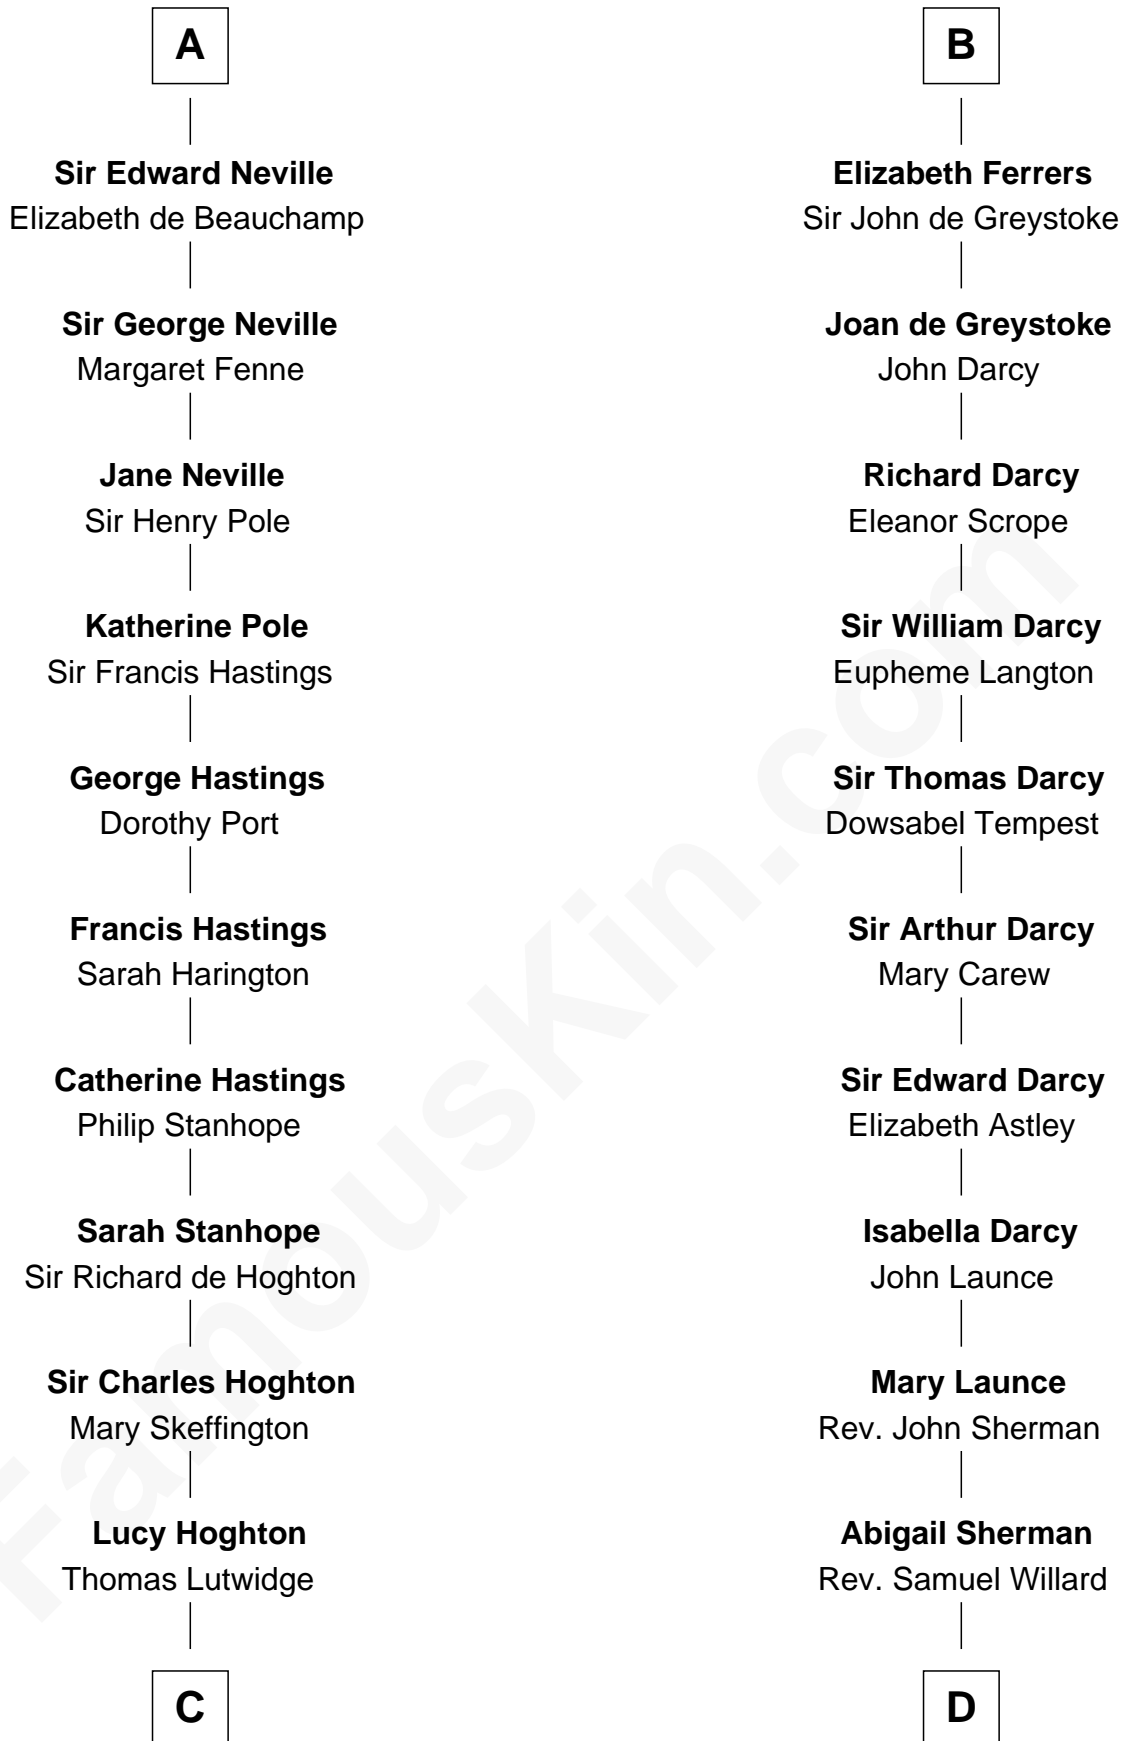 A
Sir Edward Neville
Elizabeth de Beauchamp
Sir George Neville
Margaret Fenne
Jane Neville
Sir Henry Pole
Katherine Pole
Sir Francis Hastings
George Hastings
Dorothy Port
Francis Hastings
Sarah Harington
Catherine Hastings
Philip Stanhope
Sarah Stanhope
Sir Richard de Hoghton
Sir Charles Hoghton
Mary Skeffington
Lucy Hoghton
Thomas Lutwidge
C
B
Elizabeth Ferrers
Sir John de Greystoke
Joan de Greystoke
John Darcy
Richard Darcy
Eleanor Scrope
Sir William Darcy
Eupheme Langton
Sir Thomas Darcy
Dowsabel Tempest
Sir Arthur Darcy
Mary Carew
Sir Edward Darcy
Elizabeth Astley
Isabella Darcy
John Launce
Mary Launce
Rev. John Sherman
Abigail Sherman
Rev. Samuel Willard
D
FamousKin.com